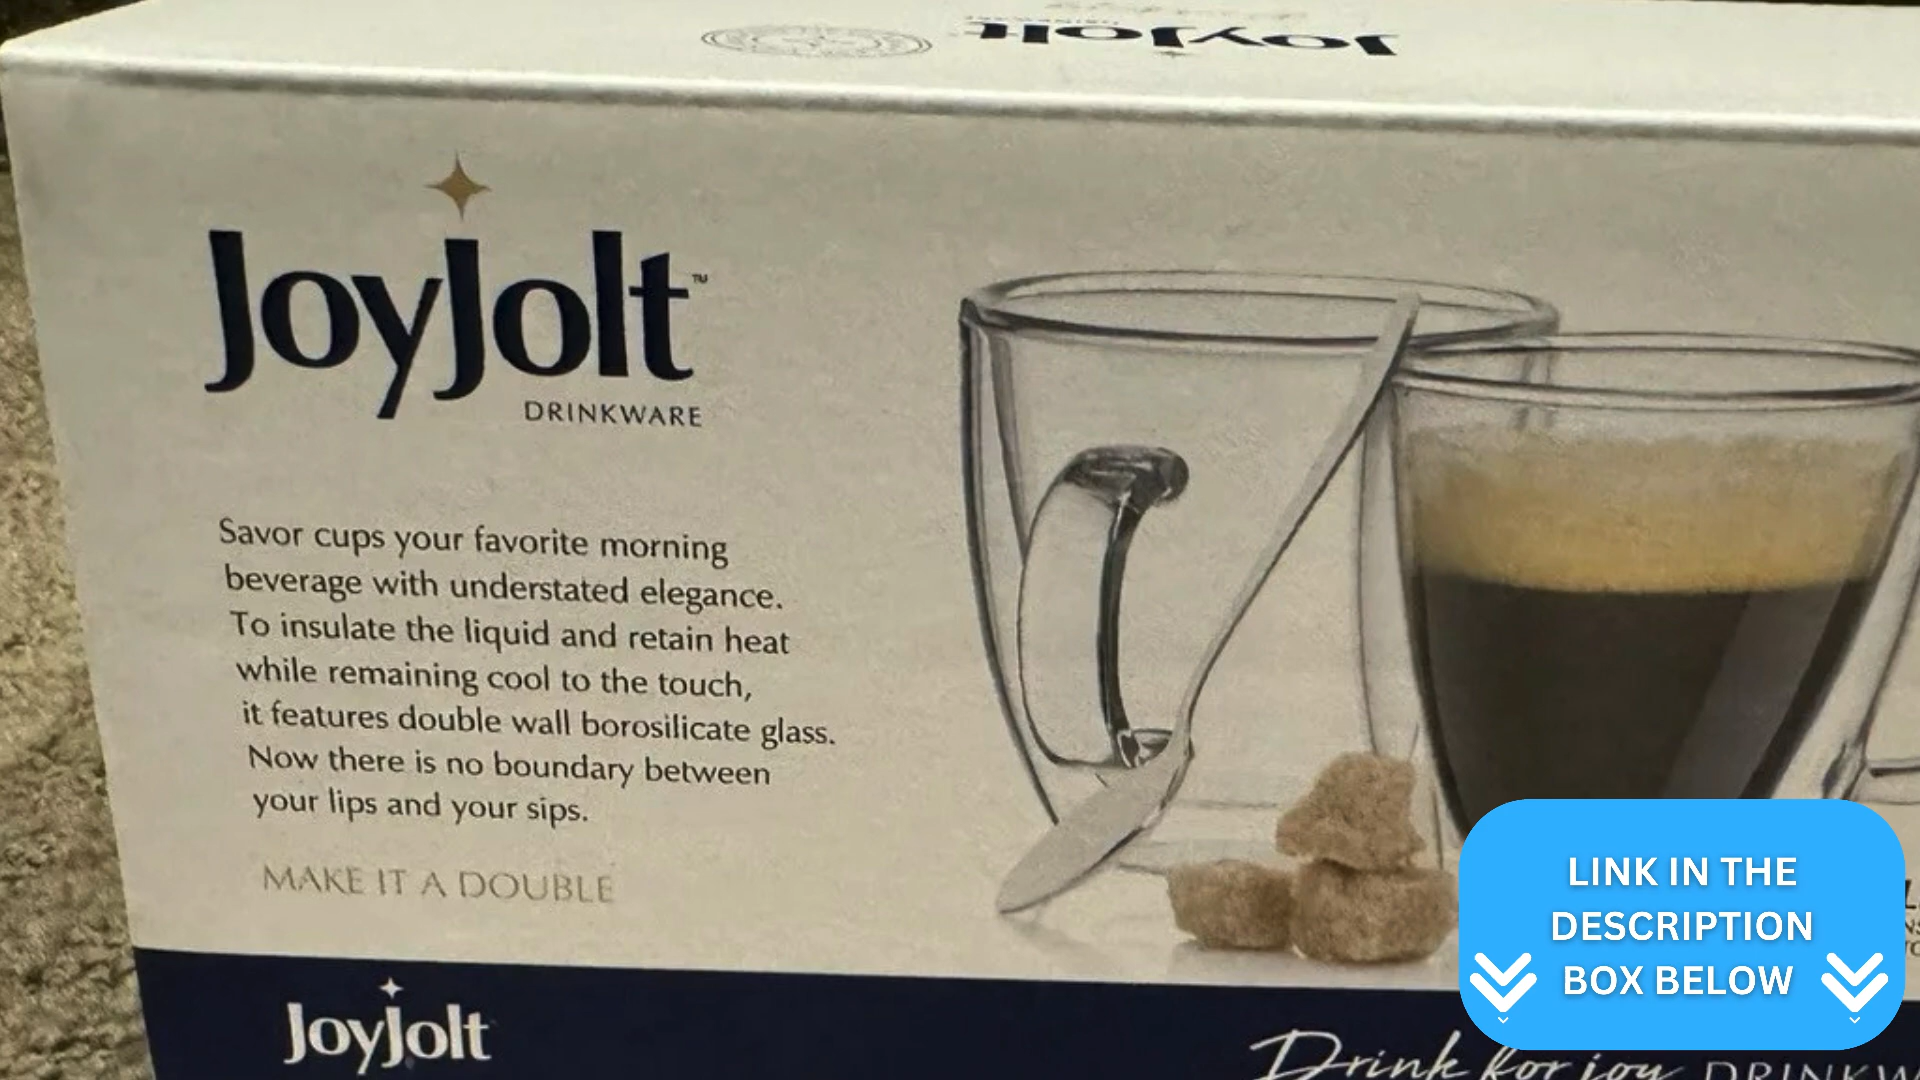 JoyJolt
JoyJolt™
DRINKWARE
Savor cups your favorite morning
beverage with understated elegance.
To insulate the liquid and retain heat
while remaining cool to the touch,
it features double wall borosilicate glass.
Now there is no boundary between
your lips and your sips.
MAKE IT A DOUBLE
JoyJolt
Drink for joy DRINKW
LINK IN THE
DESCRIPTION
BOX BELOW